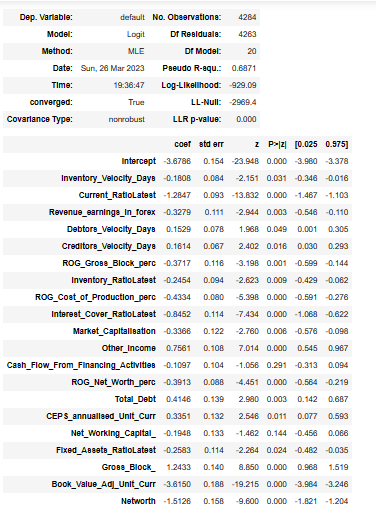 Dep. Variable: default No. Observations: 4284
Model: Logit Df Residuals: 4263
Method: MLE Df Model: 20
Date: Sun, 26 Mar 2023 Pseudo R-squ.: 0.6871
Time: 19:36:47 Log-Likelihood: -929.09
converged: True LL-Null: -2969.4
Covariance Type: nonrobust LLR p-value: 0.000
coef std err z P>|z| [0.025 0.975]
Intercept -3.6786 0.154 -23.948 0.000 -3.980 -3.378
Inventory_Velocity_Days -0.1808 0.084 -2.151 0.031 -0.346 -0.016
Current_RatioLatest -1.2847 0.093 -13.832 0.000 -1.467 -1.103
Revenue_earnings_in_forex -0.3279 0.111 -2.944 0.003 -0.546 -0.110
Debtors_Velocity_Days 0.1529 0.078 1.968 0.049 0.001 0.305
Creditors_Velocity_Days 0.1614 0.067 2.402 0.016 0.030 0.293
ROG_Gross_Block_perc -0.3717 0.116 -3.198 0.001 -0.599 -0.144
Inventory_RatioLatest -0.2454 0.094 -2.623 0.009 -0.429 -0.062
ROG_Cost_of_Production_perc -0.4334 0.080 -5.398 0.000 -0.591 -0.276
Interest_Cover_RatioLatest -0.8452 0.114 -7.434 0.000 -1.068 -0.622
Market_Capitalisation -0.3366 0.122 -2.760 0.006 -0.576 -0.098
Other_Income 0.7561 0.108 7.014 0.000 0.545 0.967
Cash_Flow_From_Financing_Activities -0.1097 0.104 -1.056 0.291 -0.313 0.094
ROG_Net_Worth_perc -0.3913 0.088 -4.451 0.000 -0.564 -0.219
Total_Debt 0.4146 0.139 2.980 0.003 0.142 0.687
CEPS_annualised_Unit_Curr 0.3351 0.132 2.546 0.011 0.077 0.593
Net_Working_Capital_ -0.1948 0.133 -1.462 0.144 -0.456 0.066
Fixed_Assets_RatioLatest -0.2583 0.114 -2.264 0.024 -0.482 -0.035
Gross_Block_ 1.2433 0.140 8.850 0.000 0.968 1.519
Book_Value_Adj_Unit_Curr -3.6150 0.188 -19.215 0.000 -3.984 -3.246
Networth -1.5126 0.158 -9.600 0.000 -1.821 -1.204